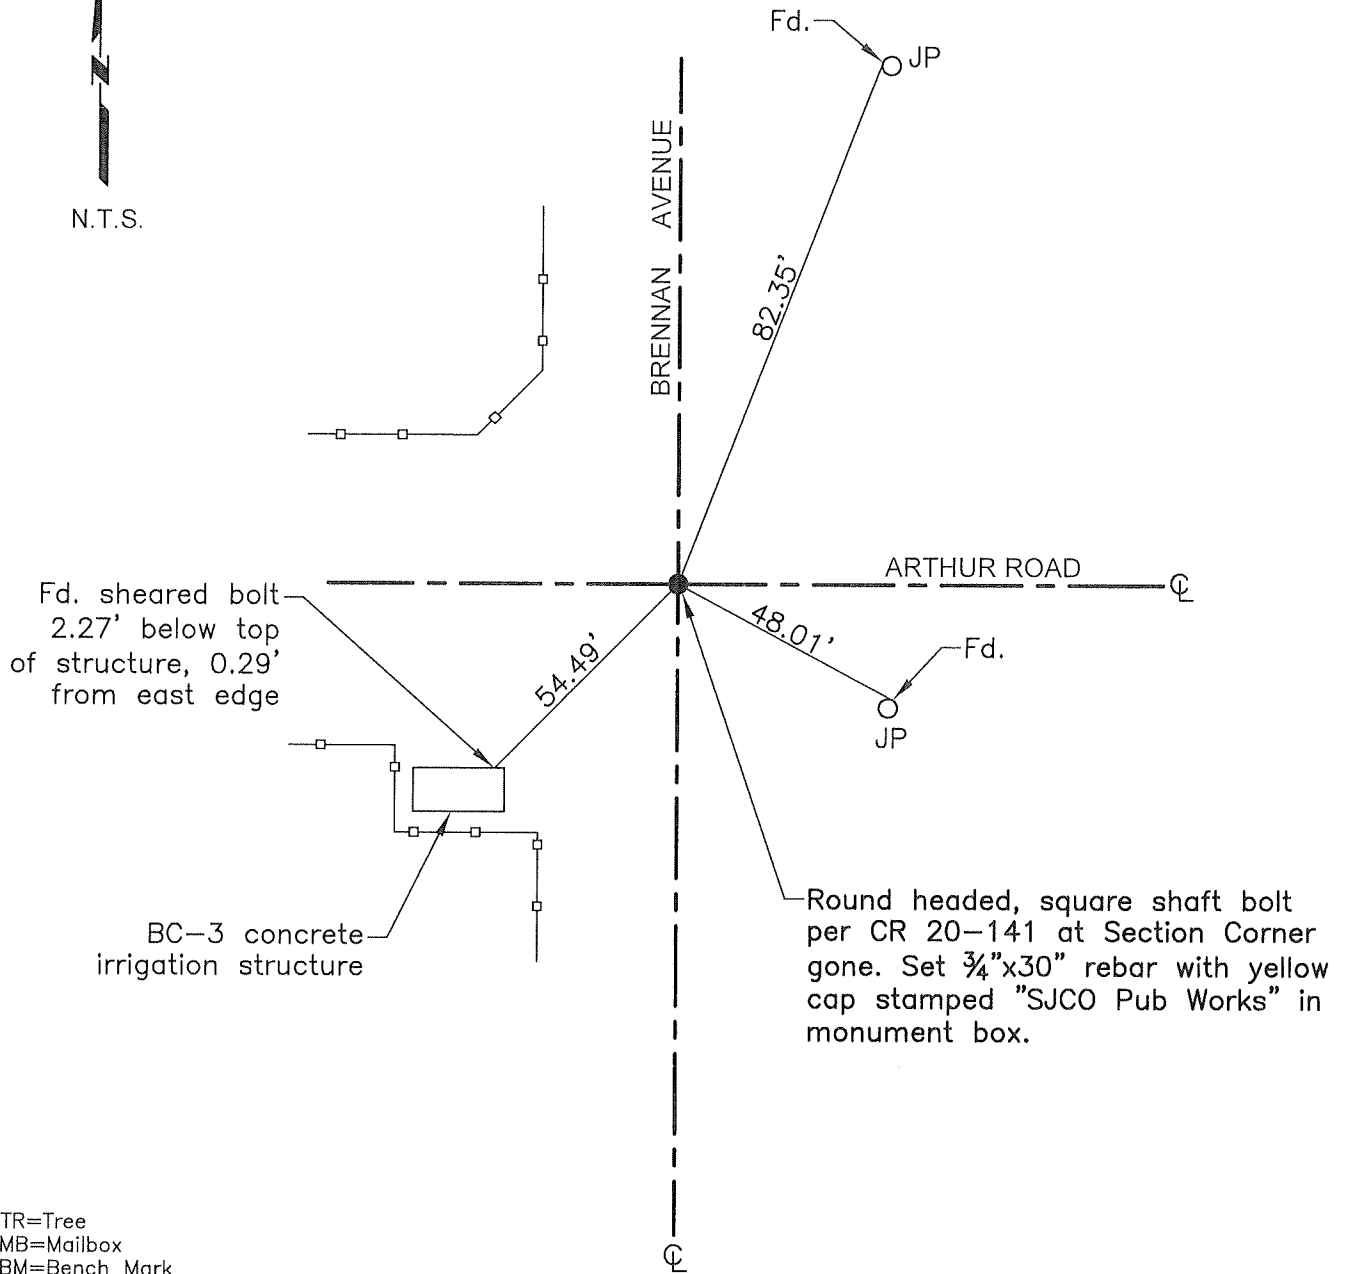 Fd.
JP
N
N.T.S.
BRENNAN AVENUE
82.35'
ARTHUR ROAD
℄
Fd. sheared bolt
2.27' below top
of structure, 0.29'
from east edge
54.49'
48.01'
Fd.
JP
BC-3 concrete
irrigation structure
Round headed, square shaft bolt
per CR 20-141 at Section Corner
gone. Set ¾"x30" rebar with yellow
cap stamped "SJCO Pub Works" in
monument box.
TR=Tree
MB=Mailbox
BM=Bench Mark
℄